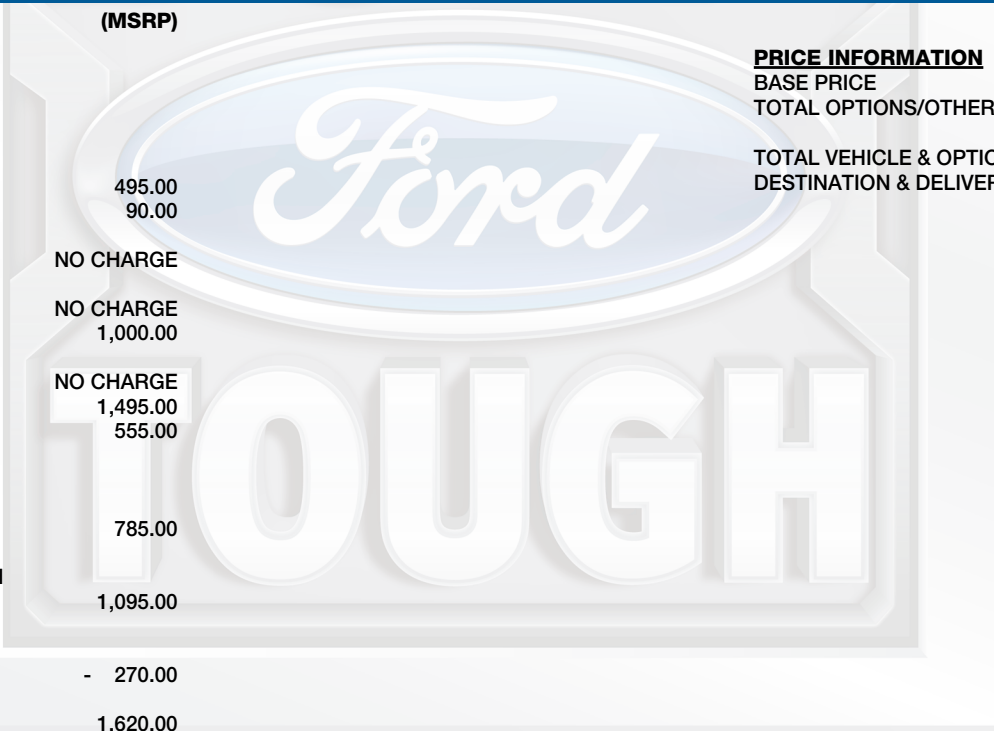 (MSRP)
495.00
90.00
NO CHARGE
NO CHARGE
1,000.00
NO CHARGE
1,495.00
555.00
785.00
1,095.00
- 270.00
1,620.00
PRICE INFORMATION
BASE PRICE
TOTAL OPTIONS/OTHER
TOTAL VEHICLE & OPTIO
DESTINATION & DELIVER
Ford
TOUGH